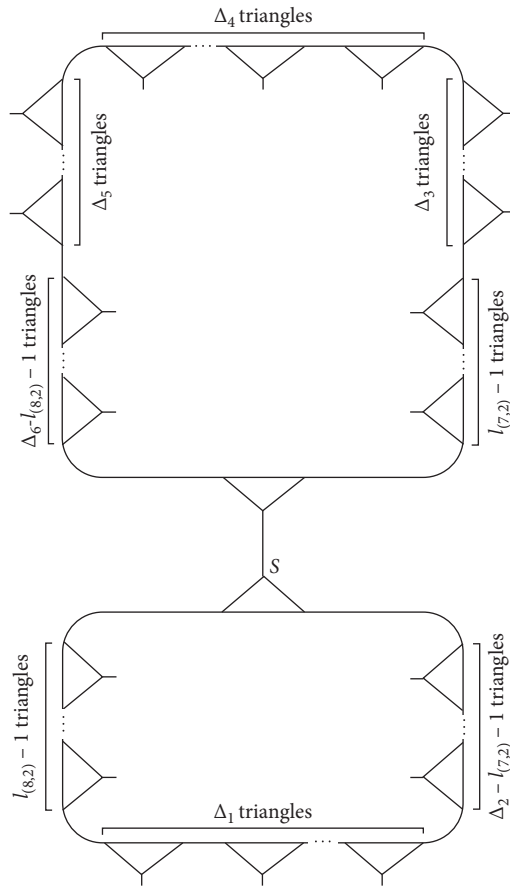 Δ₄ triangles
Δ₅ triangles
Δ₃ triangles
Δ₆-l₍₈,₂₎ − 1 triangles
l₍₇,₂₎ − 1 triangles
S
l₍₈,₂₎ − 1 triangles
Δ₂ − l₍₇,₂₎ − 1 triangles
Δ₁ triangles